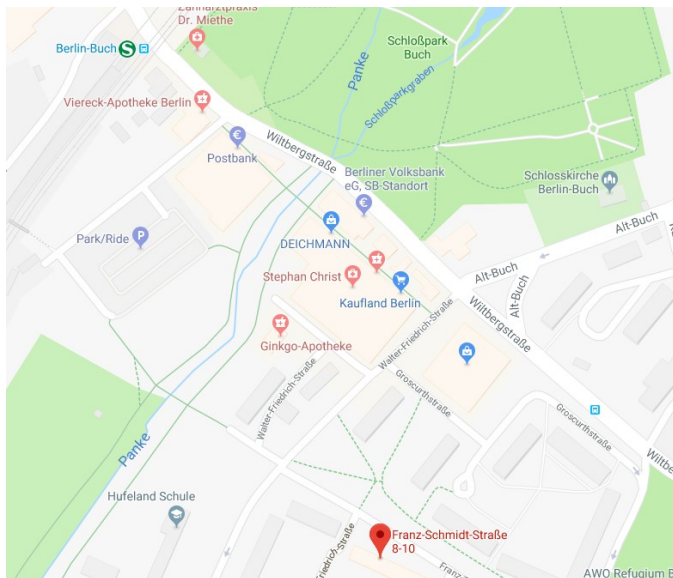 Zahnarztpraxis
Dr. Miethe
Berlin-Buch
S
Schloßpark
Buch
Panke
Schloßparkgraben
Viereck-Apotheke Berlin
Wiltbergstraße
Postbank
Berliner Volksbank
eG, SB-Standort
Schlosskirche
Berlin-Buch
Park/Ride
P
DEICHMANN
Alt-Buch
Alt-Buch
Alt-Buch
Stephan Christ
Kaufland Berlin
Wiltbergstraße
Ginkgo-Apotheke
Walter-Friedrich-Straße
Walter-Friedrich-Straße
Groscurthstraße
Groscurthstraße
Panke
Wiltb
Hufeland Schule
Friedrich-Straße
Franz-Schmidt-Straße
8-10
Franz-
AWO Refugium B